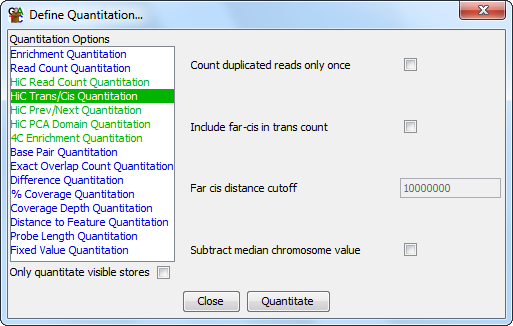 Define Quantitation...
Quantitation Options
Enrichment Quantitation
Read Count Quantitation
HiC Read Count Quantitation
HiC Trans/Cis Quantitation
HiC Prev/Next Quantitation
HiC PCA Domain Quantitation
4C Enrichment Quantitation
Base Pair Quantitation
Exact Overlap Count Quantitation
Difference Quantitation
% Coverage Quantitation
Coverage Depth Quantitation
Distance to Feature Quantitation
Probe Length Quantitation
Fixed Value Quantitation
Only quantitate visible stores
Count duplicated reads only once
Include far-cis in trans count
Far cis distance cutoff 10000000
Subtract median chromosome value
Close Quantitate